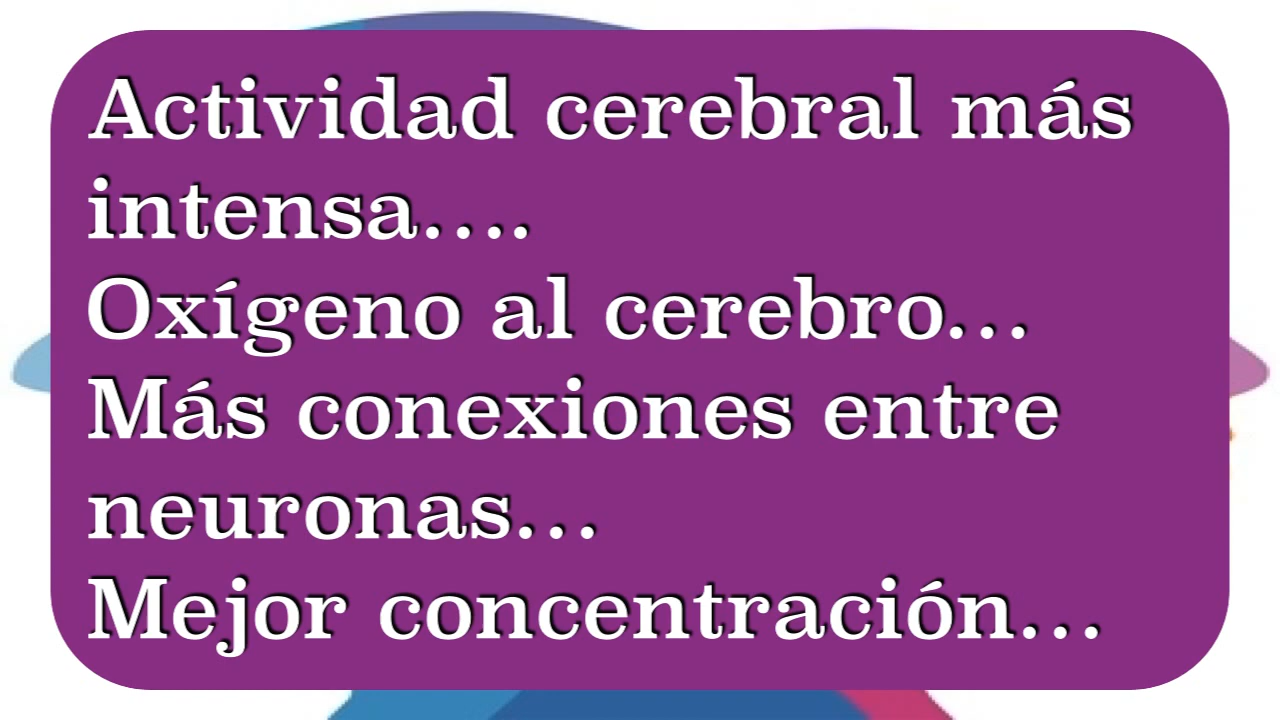 Actividad cerebral más
intensa….
Oxígeno al cerebro…
Más conexiones entre
neuronas…
Mejor concentración…